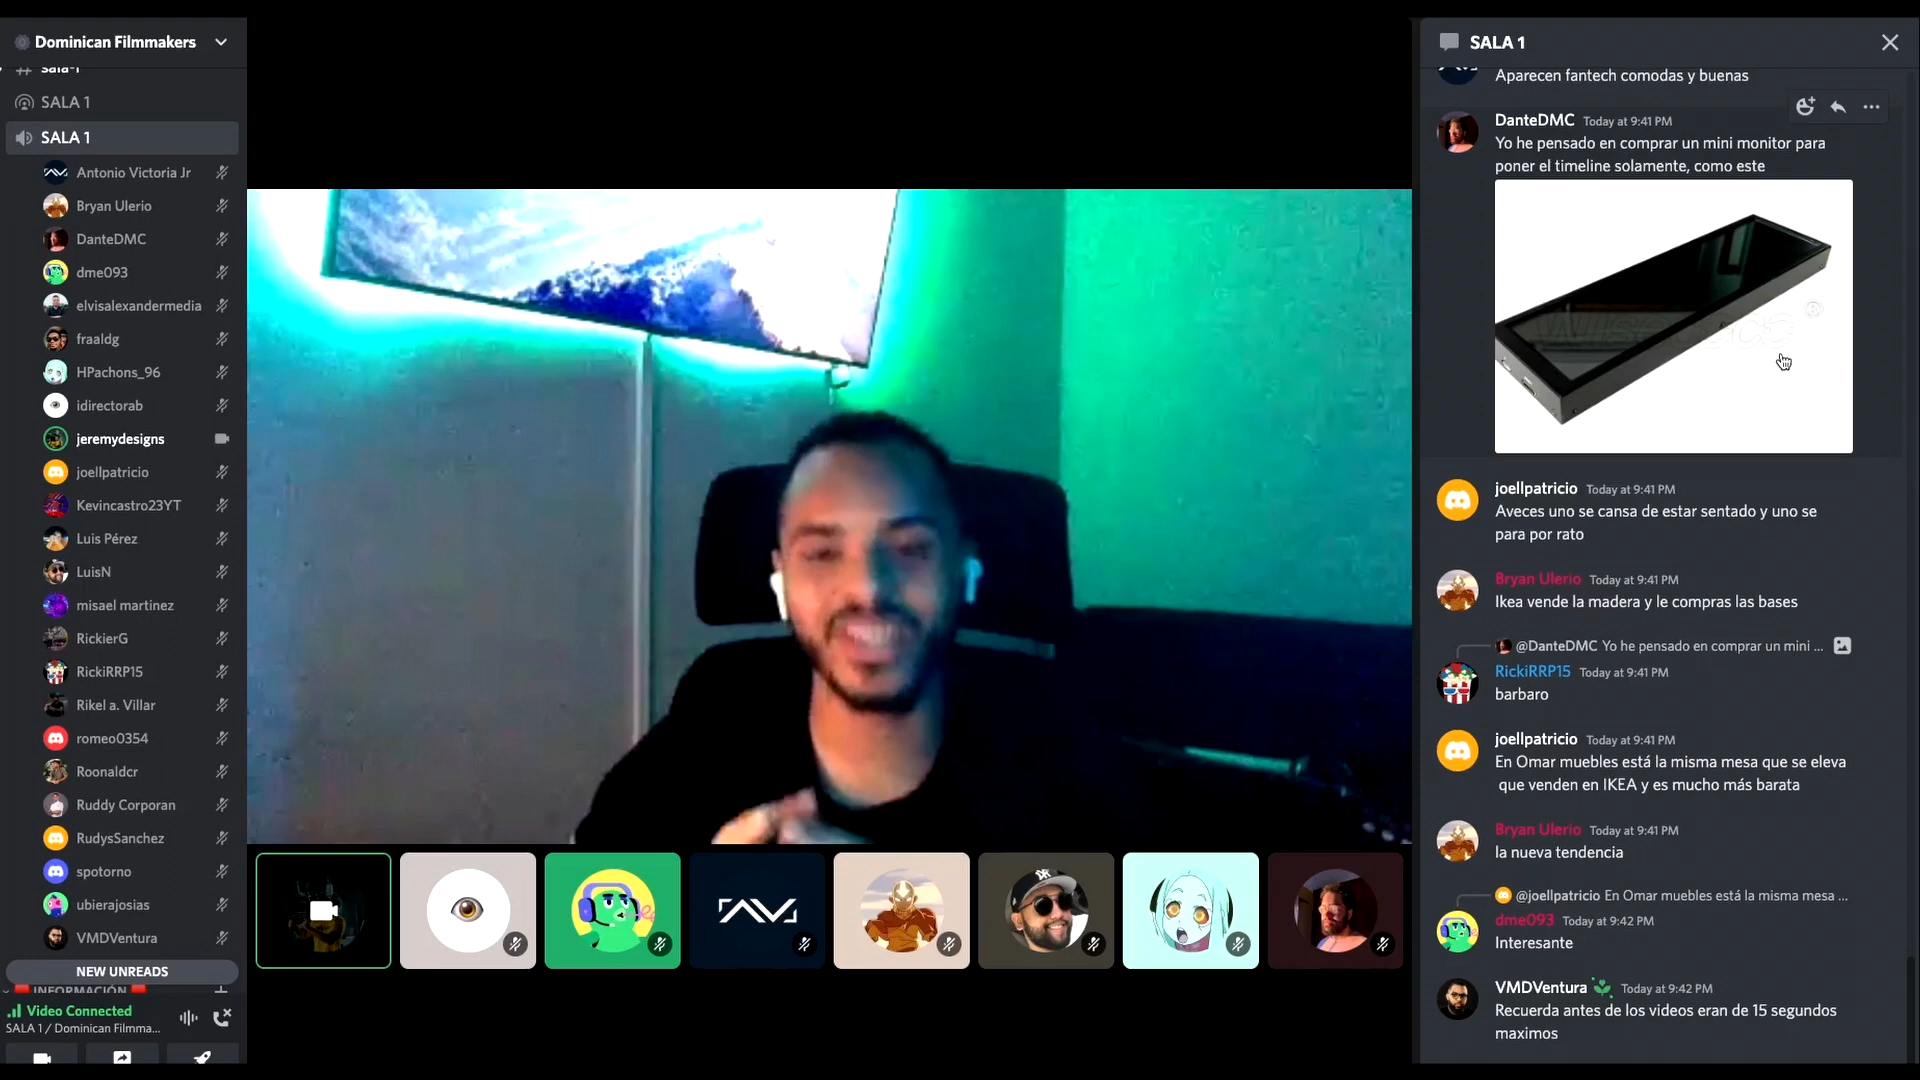 Dominican Filmmakers
sala-1
SALA 1
SALA 1
Antonio Victoria Jr
Bryan Ulerio
DanteDMC
dme093
elvisalexandermedia
fraaldg
HPachons_96
idirectorab
jeremydesigns
joellpatricio
Kevincastro23YT
Luis Pérez
LuisN
misael martinez
RickierG
RickiRRP15
Rikel a. Villar
romeo0354
Roonaldcr
Ruddy Corporan
RudysSanchez
spotorno
ubierajosias
VMDVentura
NEW UNREADS
INFORMACIÓN
Video Connected
SALA 1 / Dominican Filmma...
SALA 1
Aparecen fantech comodas y buenas
DanteDMC Today at 9:41 PM
Yo he pensado en comprar un mini monitor para
poner el timeline solamente, como este
joellpatricio Today at 9:41 PM
Aveces uno se cansa de estar sentado y uno se
para por rato
Bryan Ulerio Today at 9:41 PM
Ikea vende la madera y le compras las bases
@DanteDMC Yo he pensado en comprar un mini ...
RickiRRP15 Today at 9:41 PM
barbaro
joellpatricio Today at 9:41 PM
En Omar muebles está la misma mesa que se eleva
que venden en IKEA y es mucho más barata
Bryan Ulerio Today at 9:41 PM
la nueva tendencia
@joellpatricio En Omar muebles está la misma mesa ...
dme093 Today at 9:42 PM
Interesante
VMDVentura Today at 9:42 PM
Recuerda antes de los videos eran de 15 segundos
maximos